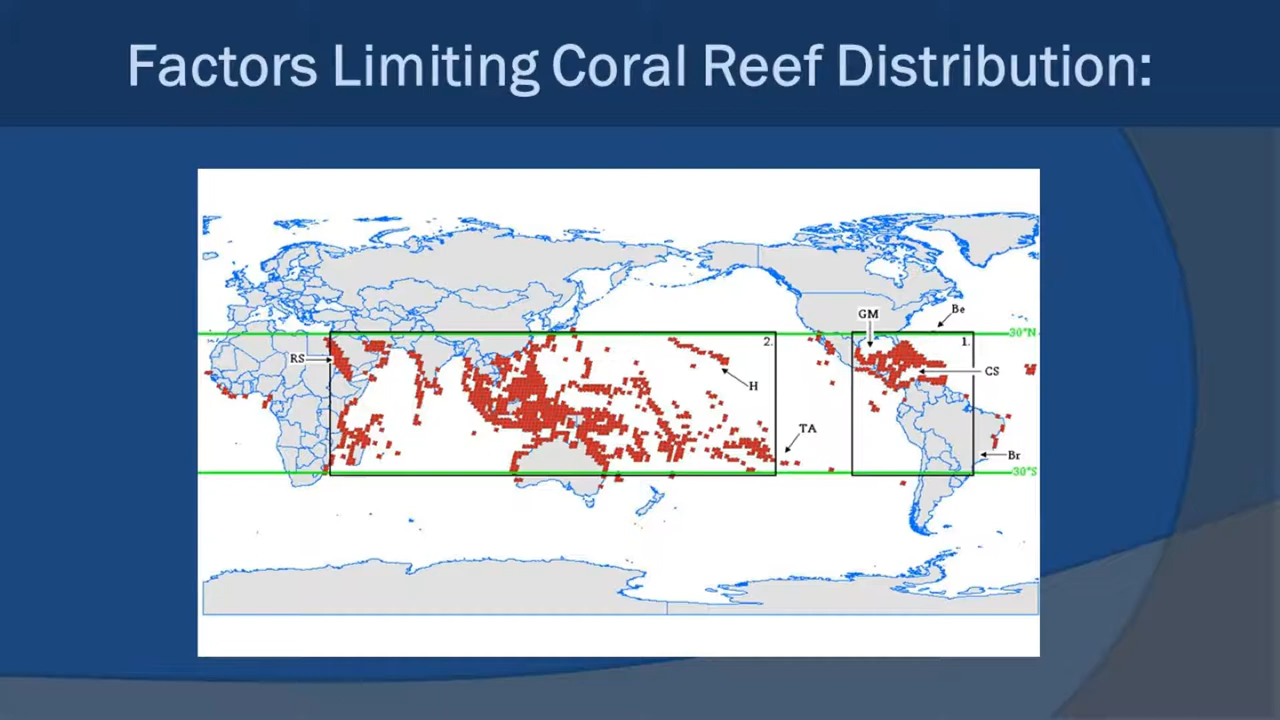 Factors Limiting Coral Reef Distribution:
GM
Be
30°N
2.
1.
RS
CS
H
TA
Br
30°S